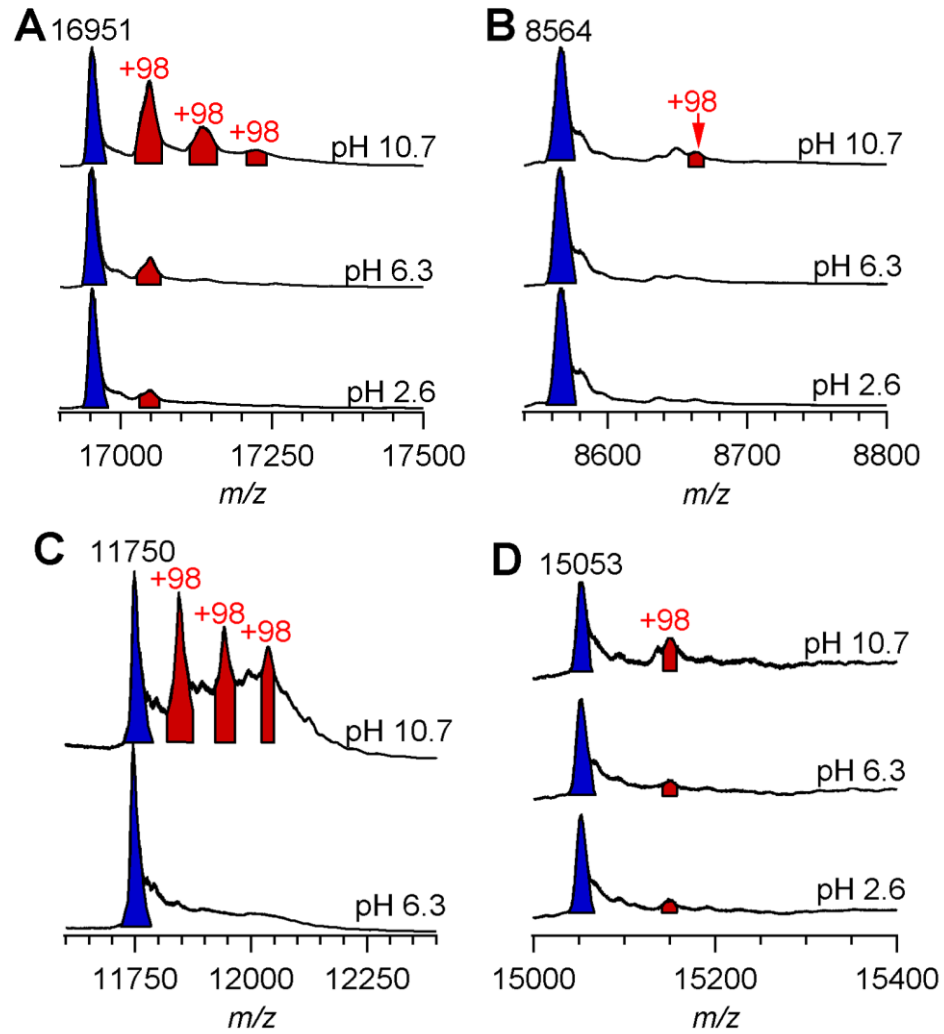 A
16951
+98
+98
+98
pH 10.7
pH 6.3
pH 2.6
17000 17250 17500
m/z
B
8564
+98
pH 10.7
pH 6.3
pH 2.6
8600 8700 8800
m/z
C
11750
+98
+98
+98
pH 10.7
pH 6.3
11750 12000 12250
m/z
D
15053
+98
pH 10.7
pH 6.3
pH 2.6
15000 15200 15400
m/z